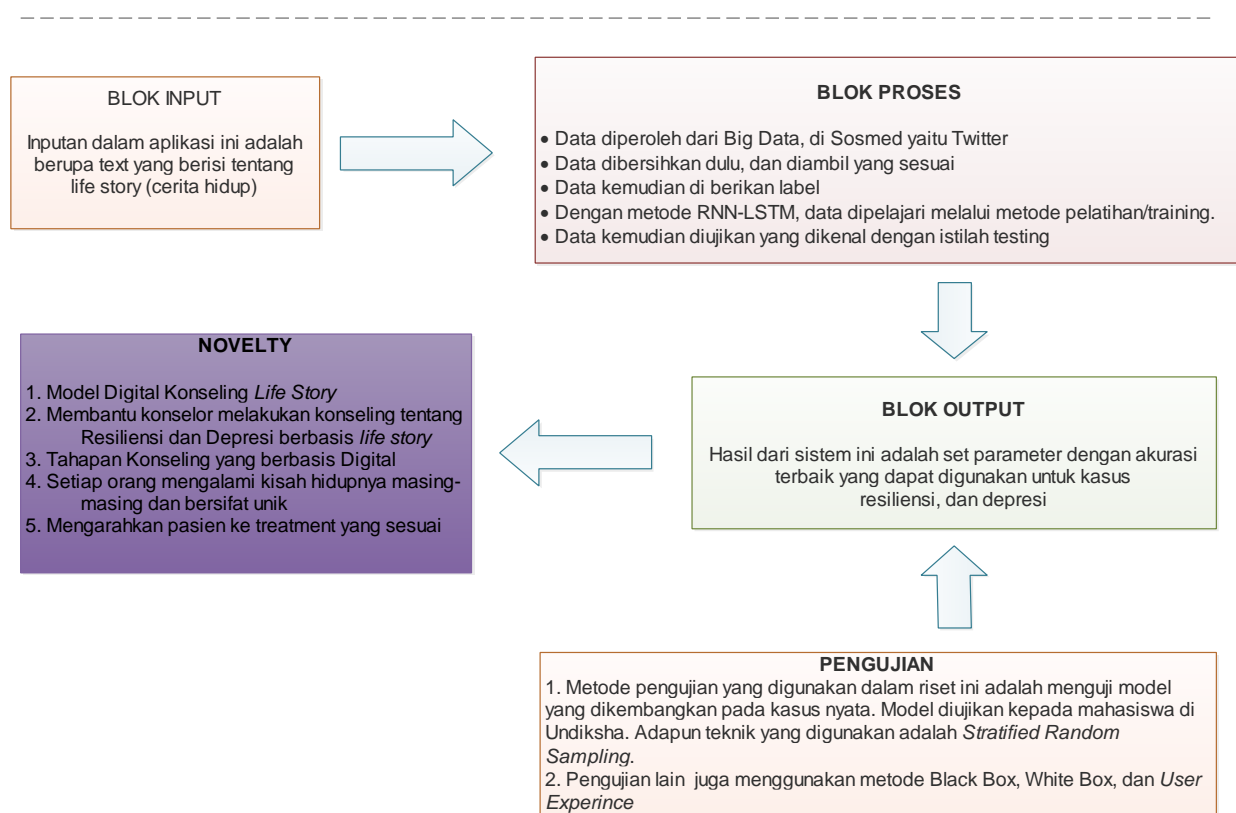 BLOK INPUT
Inputan dalam aplikasi ini adalah
berupa text yang berisi tentang
life story (cerita hidup)
BLOK PROSES
• Data diperoleh dari Big Data, di Sosmed yaitu Twitter
• Data dibersihkan dulu, dan diambil yang sesuai
• Data kemudian di berikan label
• Dengan metode RNN-LSTM, data dipelajari melalui metode pelatihan/training.
• Data kemudian diujikan yang dikenal dengan istilah testing
NOVELTY
1. Model Digital Konseling Life Story
2. Membantu konselor melakukan konseling tentang
Resiliensi dan Depresi berbasis life story
3. Tahapan Konseling yang berbasis Digital
4. Setiap orang mengalami kisah hidupnya masing-
masing dan bersifat unik
5. Mengarahkan pasien ke treatment yang sesuai
BLOK OUTPUT
Hasil dari sistem ini adalah set parameter dengan akurasi
terbaik yang dapat digunakan untuk kasus
resiliensi, dan depresi
PENGUJIAN
1. Metode pengujian yang digunakan dalam riset ini adalah menguji model
yang dikembangkan pada kasus nyata. Model diujikan kepada mahasiswa di
Undiksha. Adapun teknik yang digunakan adalah Stratified Random
Sampling.
2. Pengujian lain juga menggunakan metode Black Box, White Box, dan User
Experince